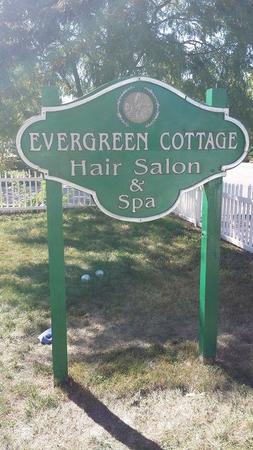 EVERGREEN COTTAGE
Hair Salon
&
Spa